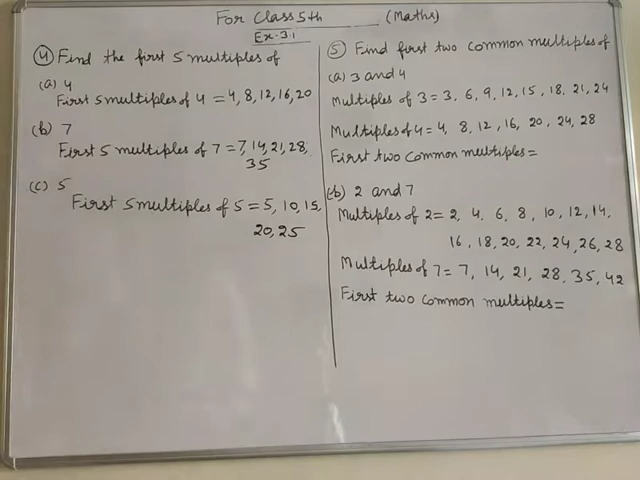 For Class 5th ______ (Maths)
Ex-3.1
(4) Find the first 5 multiples of
(a) 4
First 5 multiples of 4 = 4, 8, 12, 16, 20
(b) 7
First 5 multiples of 7 = 7, 14, 21, 28,
35
(c) 5
First 5 multiples of 5 = 5, 10, 15,
20, 25
(5) Find first two common multiples of
(a) 3 and 4
Multiples of 3 = 3, 6, 9, 12, 15, 18, 21, 24
Multiples of 4 = 4, 8, 12, 16, 20, 24, 28
First two common multiples =
(b) 2 and 7
Multiples of 2 = 2, 4, 6, 8, 10, 12, 14,
16, 18, 20, 22, 24, 26, 28
Multiples of 7 = 7, 14, 21, 28, 35, 42
First two common multiples =